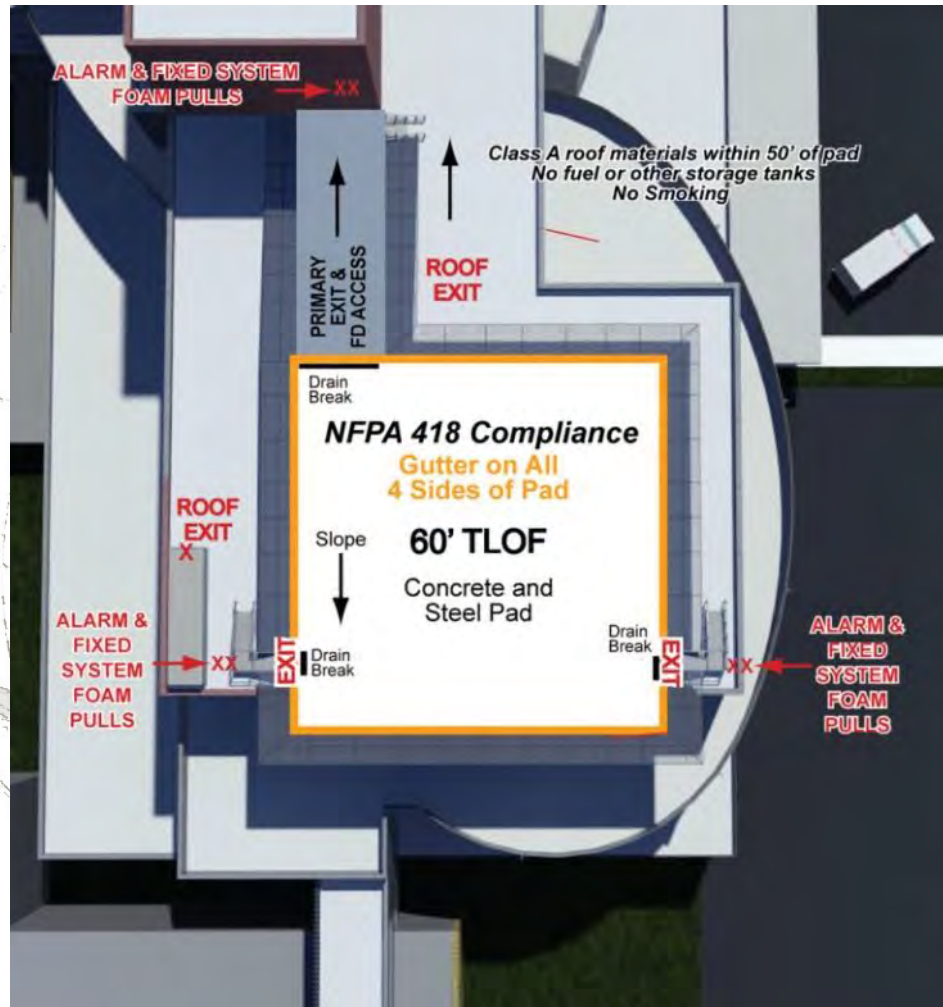 ALARM & FIXED SYSTEM
FOAM PULLS
XX
Class A roof materials within 50' of pad
No fuel or other storage tanks
No Smoking
PRIMARY
EXIT &
FD ACCESS
ROOF
EXIT
Drain
Break
NFPA 418 Compliance
Gutter on All
4 Sides of Pad
ROOF
EXIT
X
Slope
60' TLOF
Concrete and
Steel Pad
ALARM &
FIXED
SYSTEM
FOAM
PULLS
XX
EXIT
Drain
Break
Drain
Break
EXIT
XX
ALARM &
FIXED
SYSTEM
FOAM
PULLS